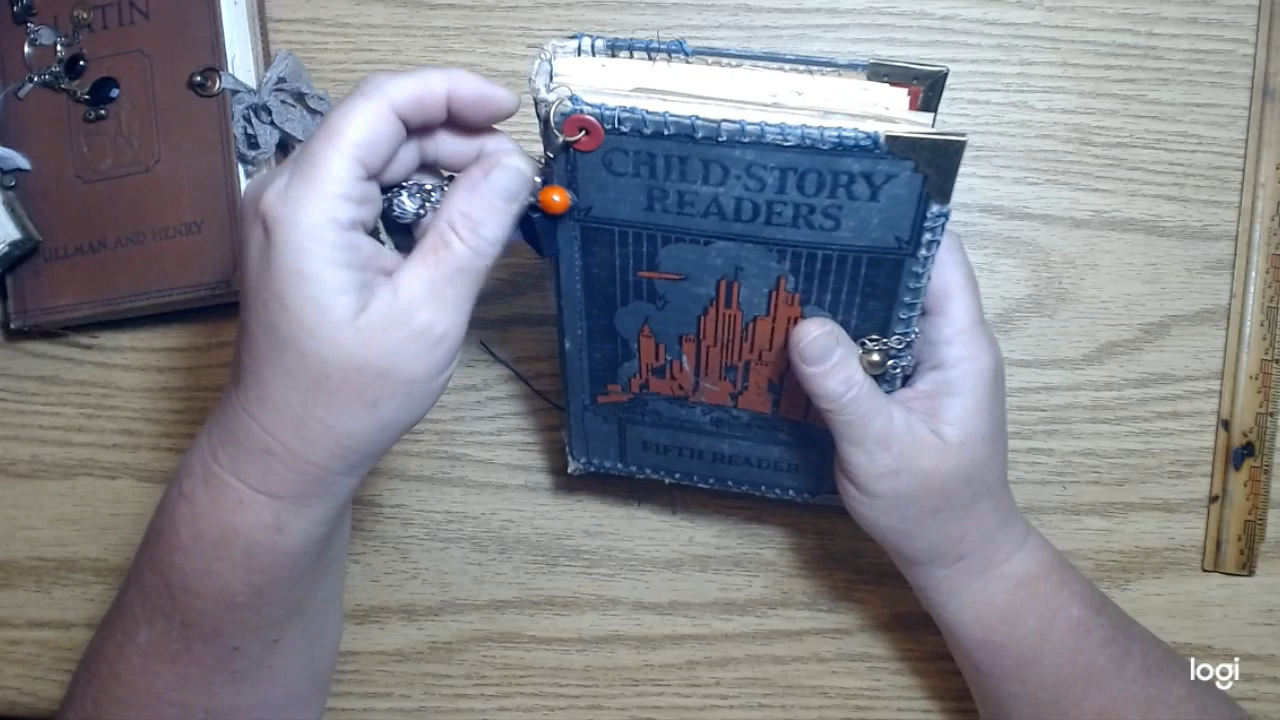 LATIN
ULLMAN AND HENRY
CHILD-STORY
READERS
FIFTH READER
logi